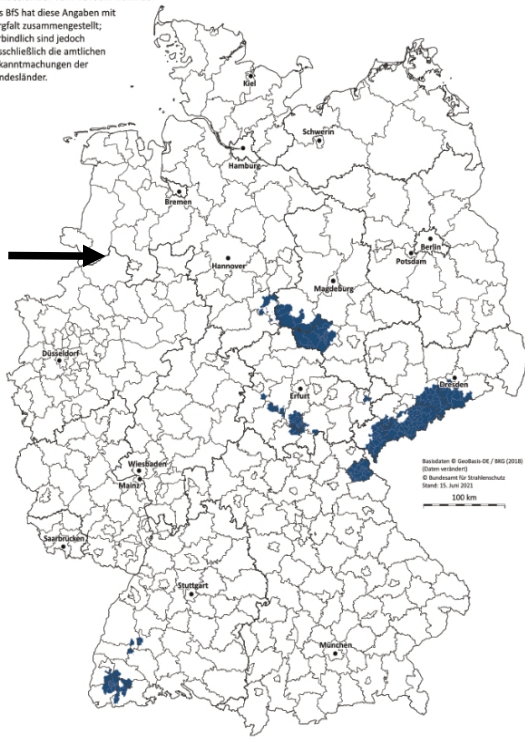 s BfS hat diese Angaben mit
rgfalt zusammengestellt;
rbindlich sind jedoch
sschließlich die amtlichen
kanntmachungen der
ndesländer.
Kiel
Schwerin
Hamburg
Bremen
Berlin
Potsdam
Hannover
Magdeburg
Düsseldorf
Erfurt
Dresden
Wiesbaden
Mainz
Basisdaten © GeoBasis-DE / BKG (2018)
(Daten verändert)
© Bundesamt für Strahlenschutz
Stand: 15. Juni 2021
100 km
Saarbrücken
Stuttgart
München